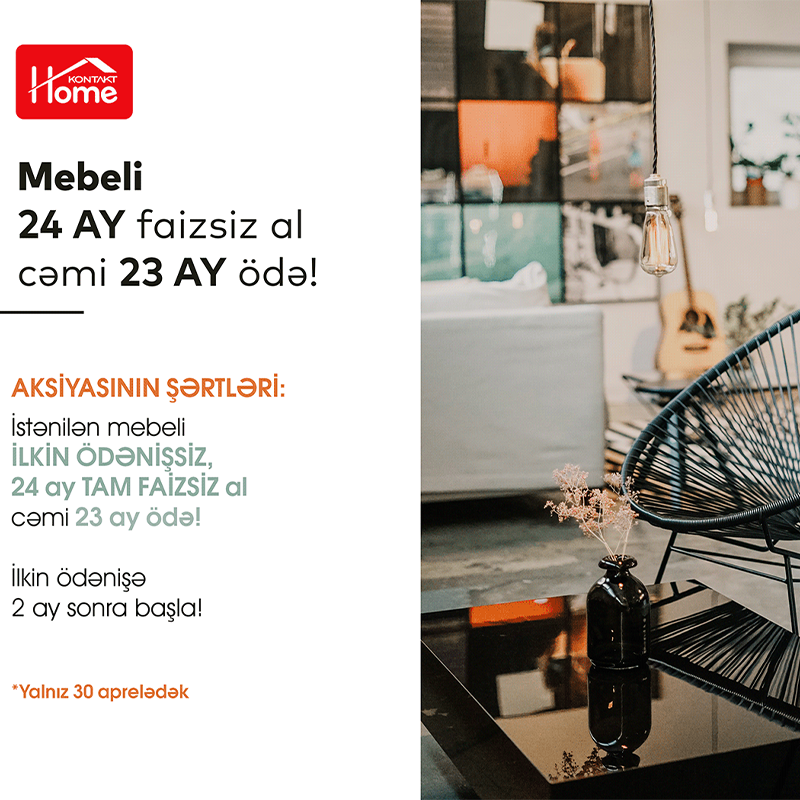 KONTAKT
Home
Mebeli
24 AY faizsiz al
cəmi 23 AY ödə!
AKSİYASININ ŞƏRTLƏRİ:
İstənilən mebeli
İLKİN ÖDƏNİŞSİZ,
24 ay TAM FAİZSİZ al
cəmi 23 ay ödə!
İlkin ödənişə
2 ay sonra başla!
*Yalnız 30 aprelədək